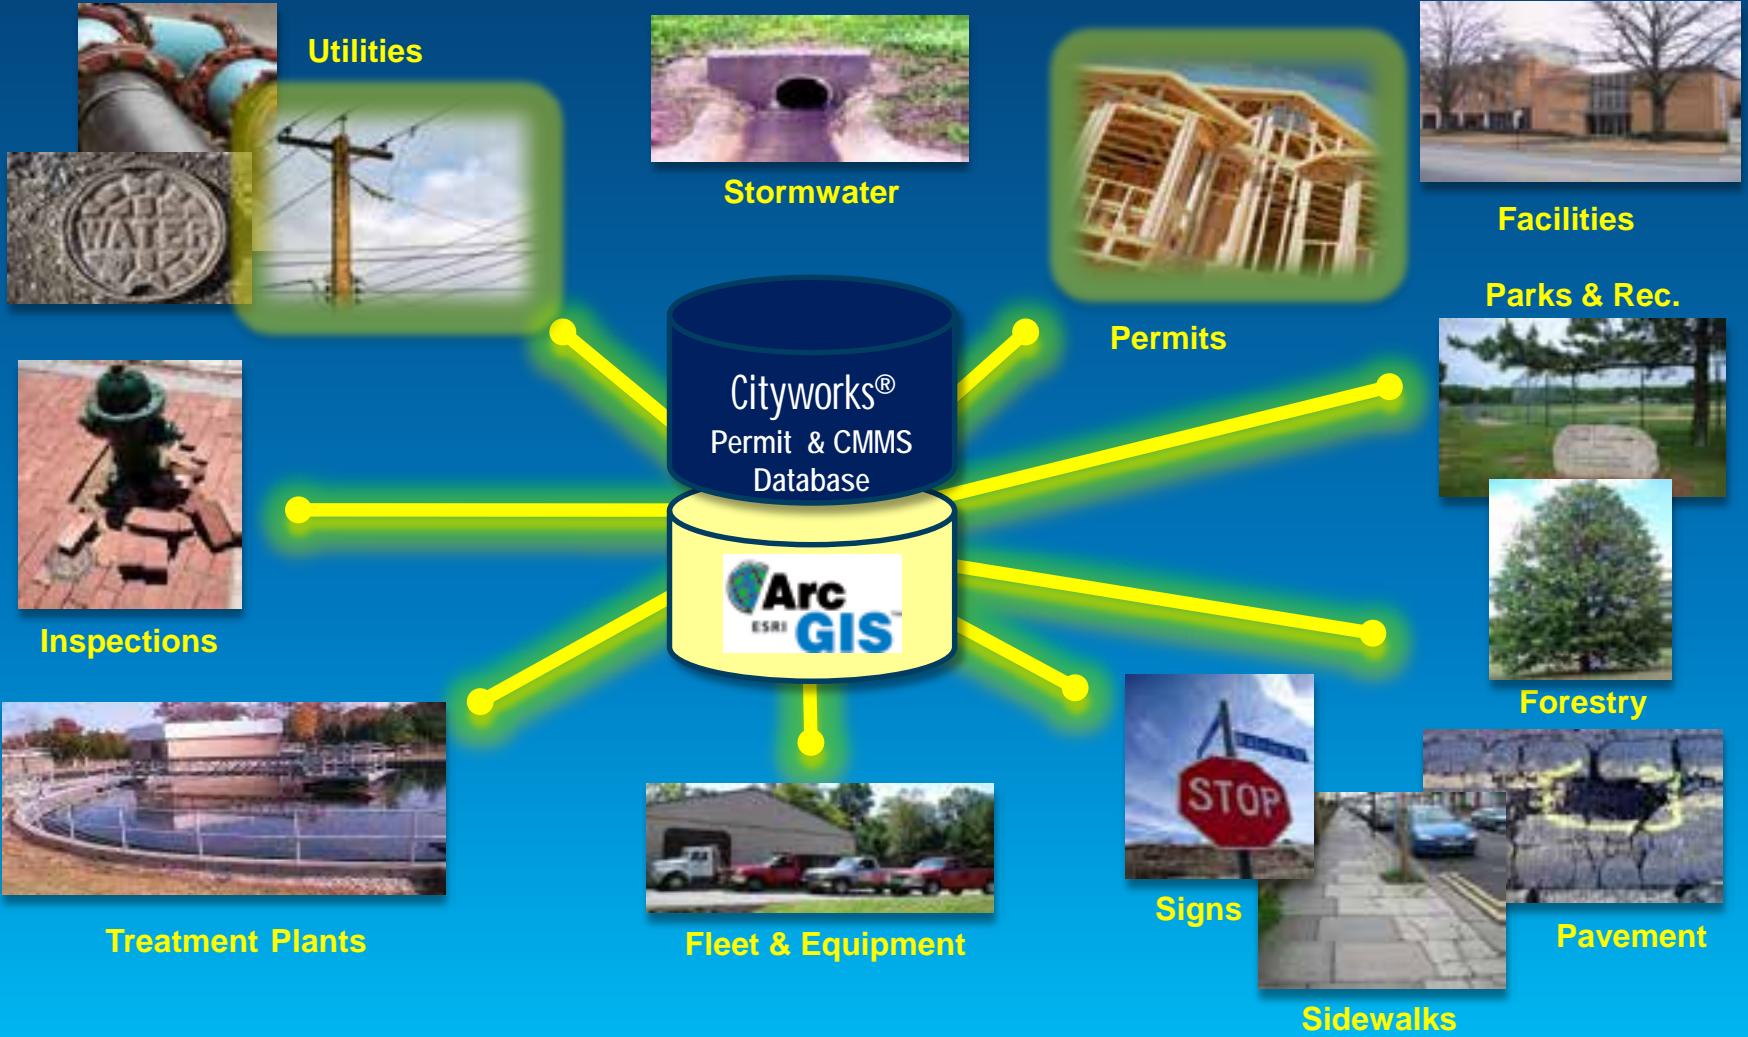 Utilities
WATER
Stormwater
Permits
Facilities
Parks & Rec.
Cityworks®
Permit & CMMS
Database
Arc
ESRI GIS™
Inspections
Forestry
STOP
Treatment Plants
Fleet & Equipment
Signs
Pavement
Sidewalks